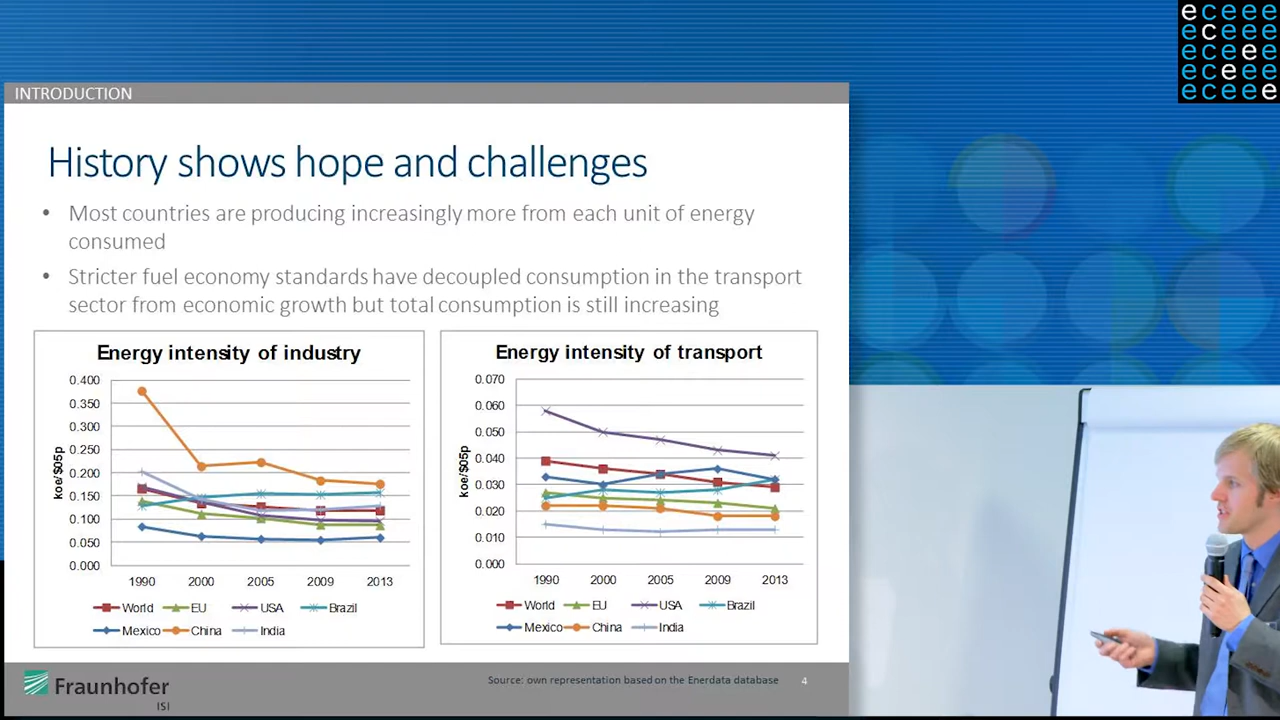 eceee
eceee
eceee
eceee
eceee
INTRODUCTION
History shows hope and challenges
• Most countries are producing increasingly more from each unit of energy
consumed
• Stricter fuel economy standards have decoupled consumption in the transport
sector from economic growth but total consumption is still increasing
Energy intensity of industry
koe/$05p
0.400
0.350
0.300
0.250
0.200
0.150
0.100
0.050
0.000
1990 2000 2005 2009 2013
World EU USA Brazil
Mexico China India
Energy intensity of transport
koe/$05p
0.070
0.060
0.050
0.040
0.030
0.020
0.010
0.000
1990 2000 2005 2009 2013
World EU USA Brazil
Mexico China India
Fraunhofer
ISI
Source: own representation based on the Enerdata database 4